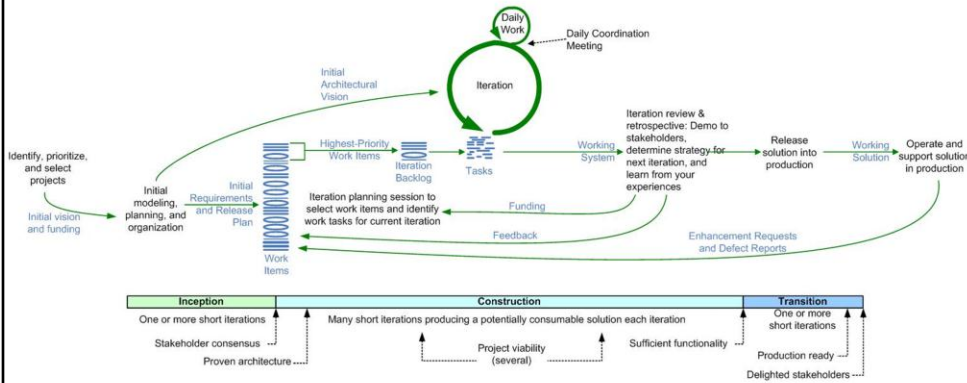 Daily
Work
Daily Coordination
Meeting
Initial
Architectural
Vision
Iteration
Identify, prioritize,
and select
projects
Initial vision
and funding
Initial
modeling,
planning, and
organization
Initial
Requirements
and Release
Plan
Highest-Priority
Work Items
Iteration
Backlog
Tasks
Working
System
Iteration review &
retrospective: Demo to
stakeholders,
determine strategy for
next iteration, and
learn from your
experiences
Release
solution into
production
Working
Solution
Operate and
support solution
in production
Iteration planning session to
select work items and identify
work tasks for current iteration
Funding
Feedback
Enhancement Requests
and Defect Reports
Work
Items
Inception
Construction
Transition
One or more short iterations
Many short iterations producing a potentially consumable solution each iteration
One or more
short iterations
Stakeholder consensus
Proven architecture
Project viability
(several)
Sufficient functionality
Production ready
Delighted stakeholders